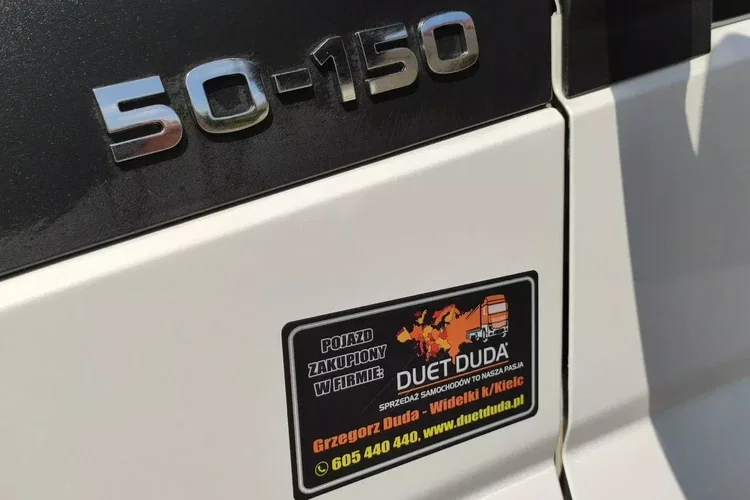 50-150
POJAZD
ZAKUPIONY
W FIRMIE:
DUET DUDA®
SPRZEDAŻ SAMOCHODÓW TO NASZA PASJA
Grzegorz Duda - Widełki k/Kielc
605 440 440, www.duetduda.pl